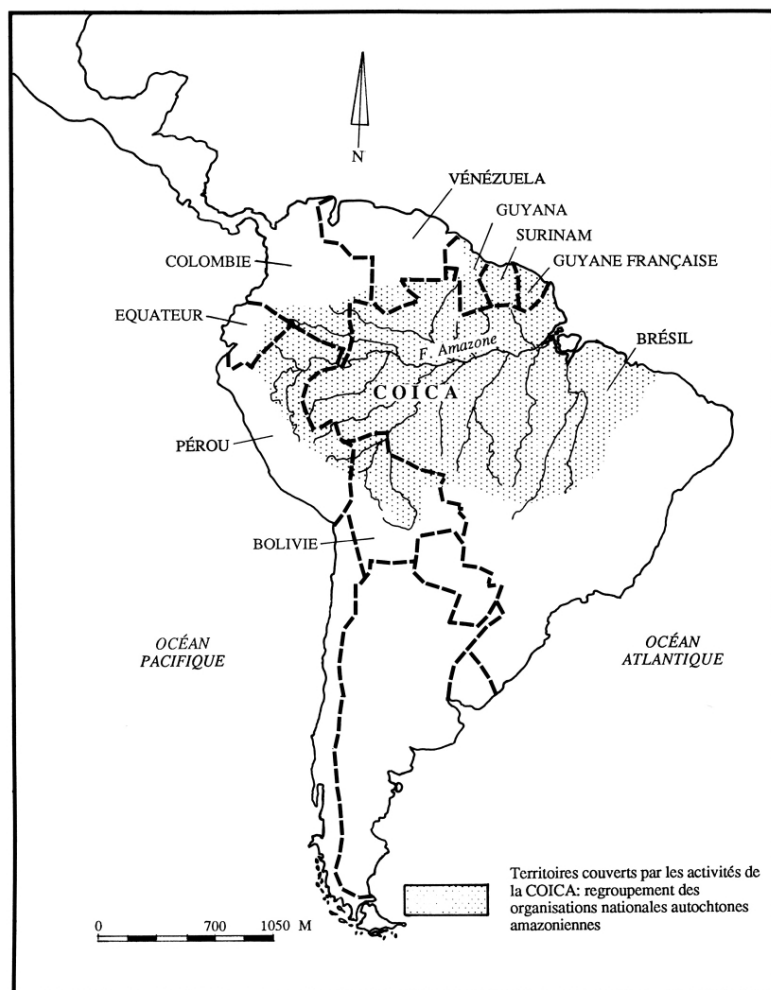 N
VÉNÉZUELA
GUYANA
SURINAM
GUYANE FRANÇAISE
COLOMBIE
EQUATEUR
F. Amazone
BRÉSIL
COICA
PÉROU
BOLIVIE
OCÉAN
PACIFIQUE
OCÉAN
ATLANTIQUE
Territoires couverts par les activités de
la COICA: regroupement des
organisations nationales autochtones
amazoniennes
0 700 1050 M